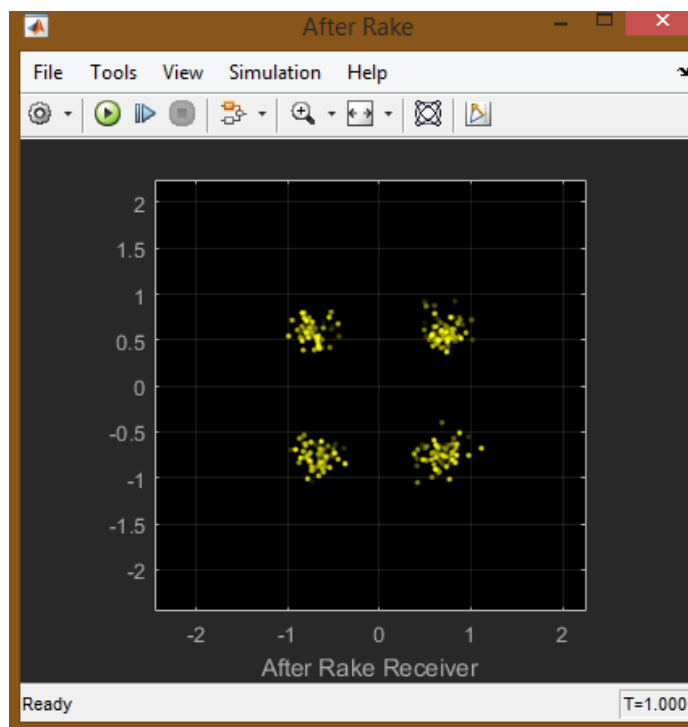 After Rake
File Tools View Simulation Help
2
1.5
1
0.5
0
-0.5
-1
-1.5
-2
-2 -1 0 1 2
After Rake Receiver
Ready T=1.000